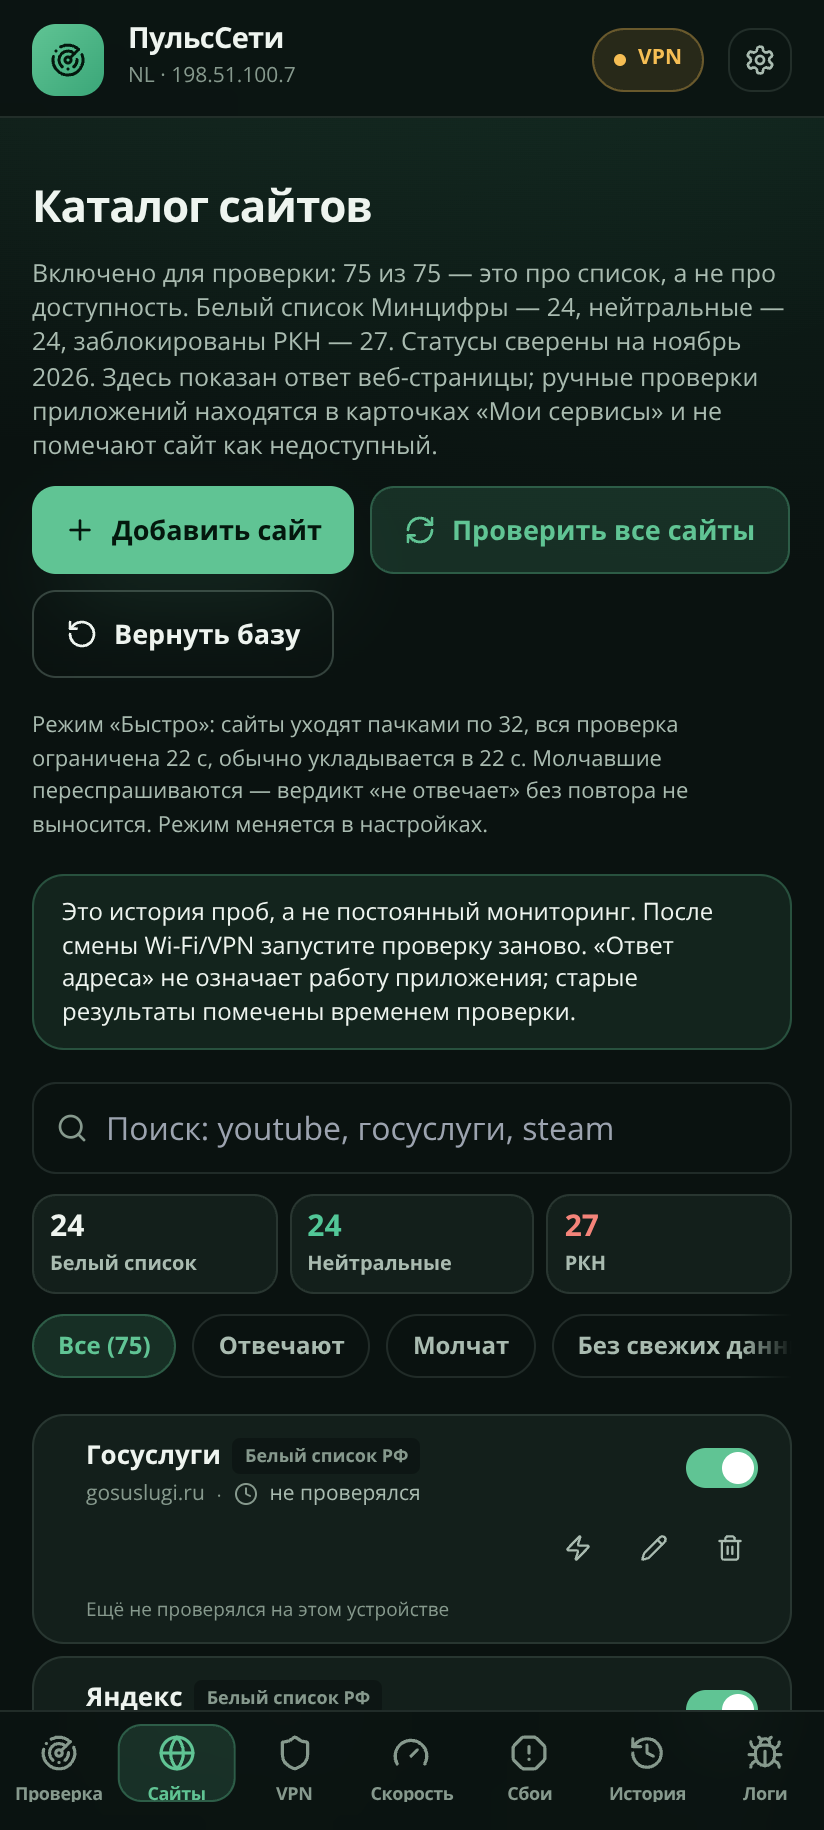 ПульсСети
NL · 198.51.100.7
VPN
Каталог сайтов
Включено для проверки: 75 из 75 — это про список, а не про
доступность. Белый список Минцифры — 24, нейтральные —
24, заблокированы РКН — 27. Статусы сверены на ноябрь
2026. Здесь показан ответ веб-страницы; ручные проверки
приложений находятся в карточках «Мои сервисы» и не
помечают сайт как недоступный.
Добавить сайт
Проверить все сайты
Вернуть базу
Режим «Быстро»: сайты уходят пачками по 32, вся проверка
ограничена 22 с, обычно укладывается в 22 с. Молчавшие
переспрашиваются — вердикт «не отвечает» без повтора не
выносится. Режим меняется в настройках.
Это история проб, а не постоянный мониторинг. После
смены Wi-Fi/VPN запустите проверку заново. «Ответ
адреса» не означает работу приложения; старые
результаты помечены временем проверки.
Поиск: youtube, госуслуги, steam
24
Белый список
24
Нейтральные
27
РКН
Все (75)
Отвечают
Молчат
Без свежих данн
Госуслуги
Белый список РФ
gosuslugi.ru · не проверялся
Ещё не проверялся на этом устройстве
Яндекс
Белый список РФ
Проверка
Сайты
VPN
Скорость
Сбои
История
Логи